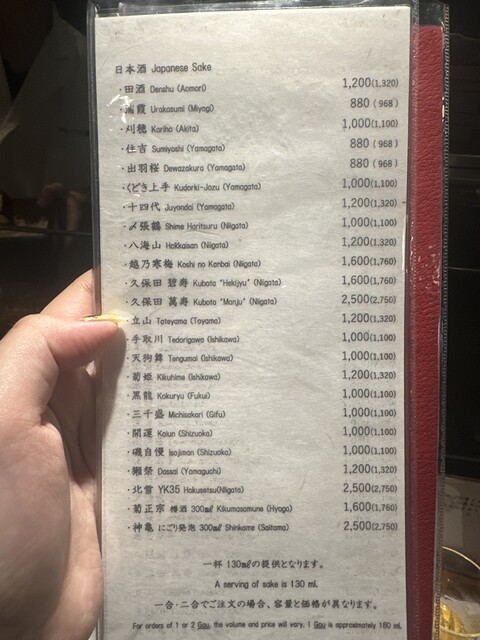 日本酒 Japanese Sake
・田酒 Denshu (Aomori) 1,200(1,320)
・浦霞 Urakasumi (Miyagi) 880 (968)
・刈穂 Kariho (Akita) 1,000(1,100)
・住吉 Sumiyoshi (Yamagata) 880 (968)
・出羽桜 Dewazakura (Yamagata) 880 (968)
・くどき上手 Kudorki-Jozu (Yamagata) 1,000(1,100)
・十四代 Juyondai (Yamagata) 1,200(1,320)
・〆張鶴 Shime Haritsuru (Niigata) 1,000(1,100)
・八海山 Hakkaisan (Niigata) 1,200(1,320)
・越乃寒梅 Koshi no Kanbai (Niigata) 1,600(1,760)
・久保田 碧寿 Kubota "Hekijyu" (Niigata) 1,600(1,760)
・久保田 萬寿 Kubota "Manju" (Niigata) 2,500(2,750)
・立山 Tateyama (Toyama) 1,200(1,320)
・手取川 Tedorigawa (Ishikawa) 1,000(1,100)
・天狗舞 Tengumai (Ishikawa) 1,000(1,100)
・菊姫 Kikuhime (Ishikawa) 1,200(1,320)
・黒龍 Kokuryu (Fukui) 1,000(1,100)
・三千盛 Michisakari (Gifu) 1,000(1,100)
・開運 Kaiun (Shizuoka) 1,000(1,100)
・磯自慢 Isojiman (Shizuoka) 1,000(1,100)
・獺祭 Dassai (Yamaguchi) 1,200(1,320)
・北雪 YK35 Hokusetsu(Niigata) 2,500(2,750)
・菊正宗 樽酒 300㎖ Kikumasamune (Hyogo) 1,600(1,760)
・神亀 にごり発泡 300㎖ Shinkame (Saitama) 2,500(2,750)
一杯 130㎖の提供となります。
A serving of sake is 130 ml.
一合・二合でご注文の場合、容量と価格が異なります。
For orders of 1 or 2 Gou, the volume and price will vary. 1 Gou is approximately 180 ml.